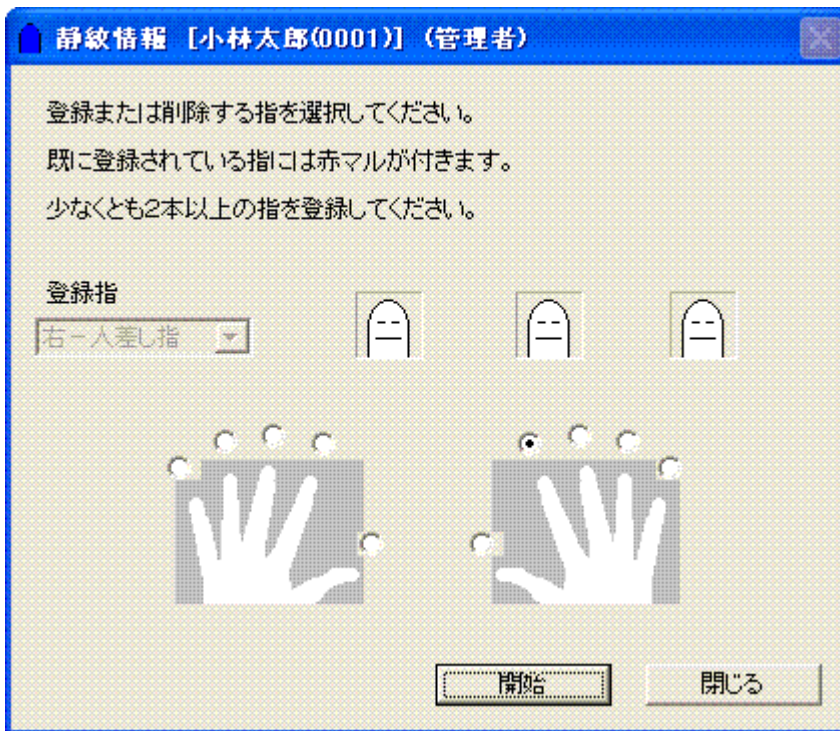 静紋情報 [小林太郎(0001)] (管理者)
登録または削除する指を選択してください。
既に登録されている指には赤マルが付きます。
少なくとも2本以上の指を登録してください。
登録指
右－人差し指
開始
閉じる